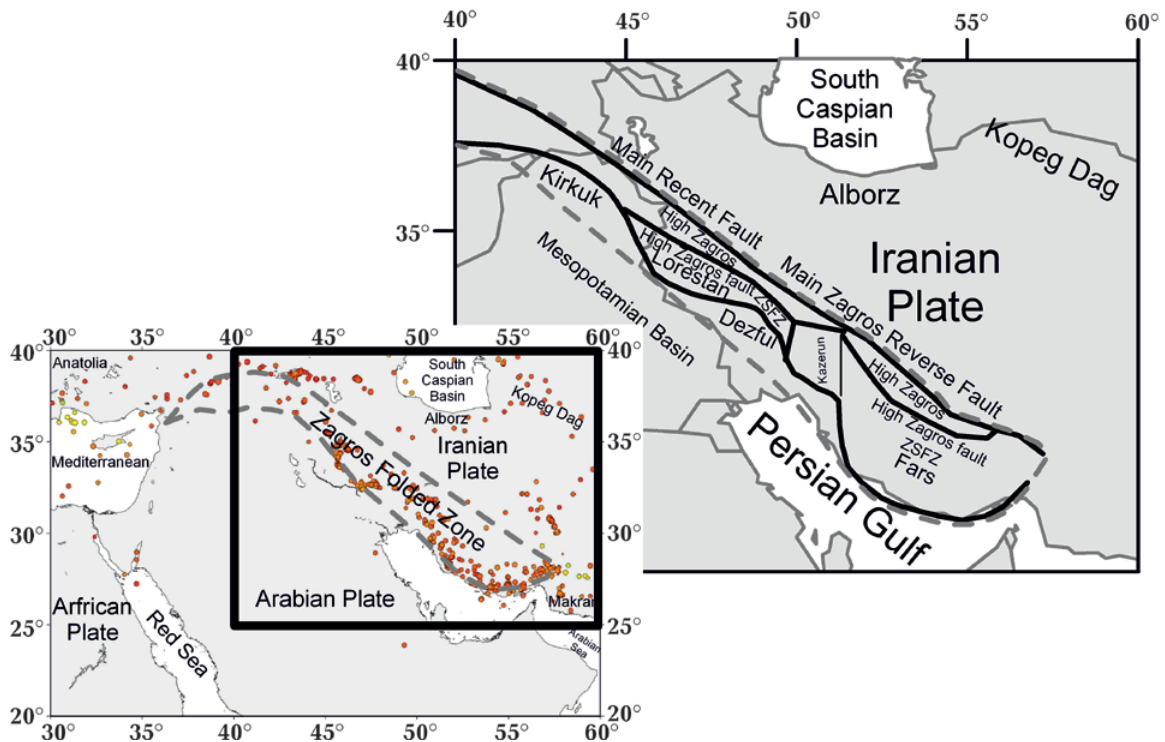 40°
45°
50°
55°
60°
40°
35°
South
Caspian
Basin
Kopeg Dag
Alborz
Main Recent Fault
Kirkuk
High Zagros
High Zagros fault
ZSFZ
Lorestan
Main Zagros Reverse Fault
Iranian
Plate
Mesopotamian Basin
Dezful
Kazerun
High Zagros
High Zagros fault
ZSFZ
Fars
Persian Gulf
30°
35°
40°
45°
50°
55°
60°
40°
35°
30°
25°
20°
Anatolia
South
Caspian
Basin
Kopeg Dag
Alborz
Mediterranean
Iranian
Plate
Zagros Folded Zone
Arabian Plate
Makran
Arfrican
Plate
Red Sea
Arabian
Sea
40°
35°
30°
25°
20°
30°
35°
40°
45°
50°
55°
60°